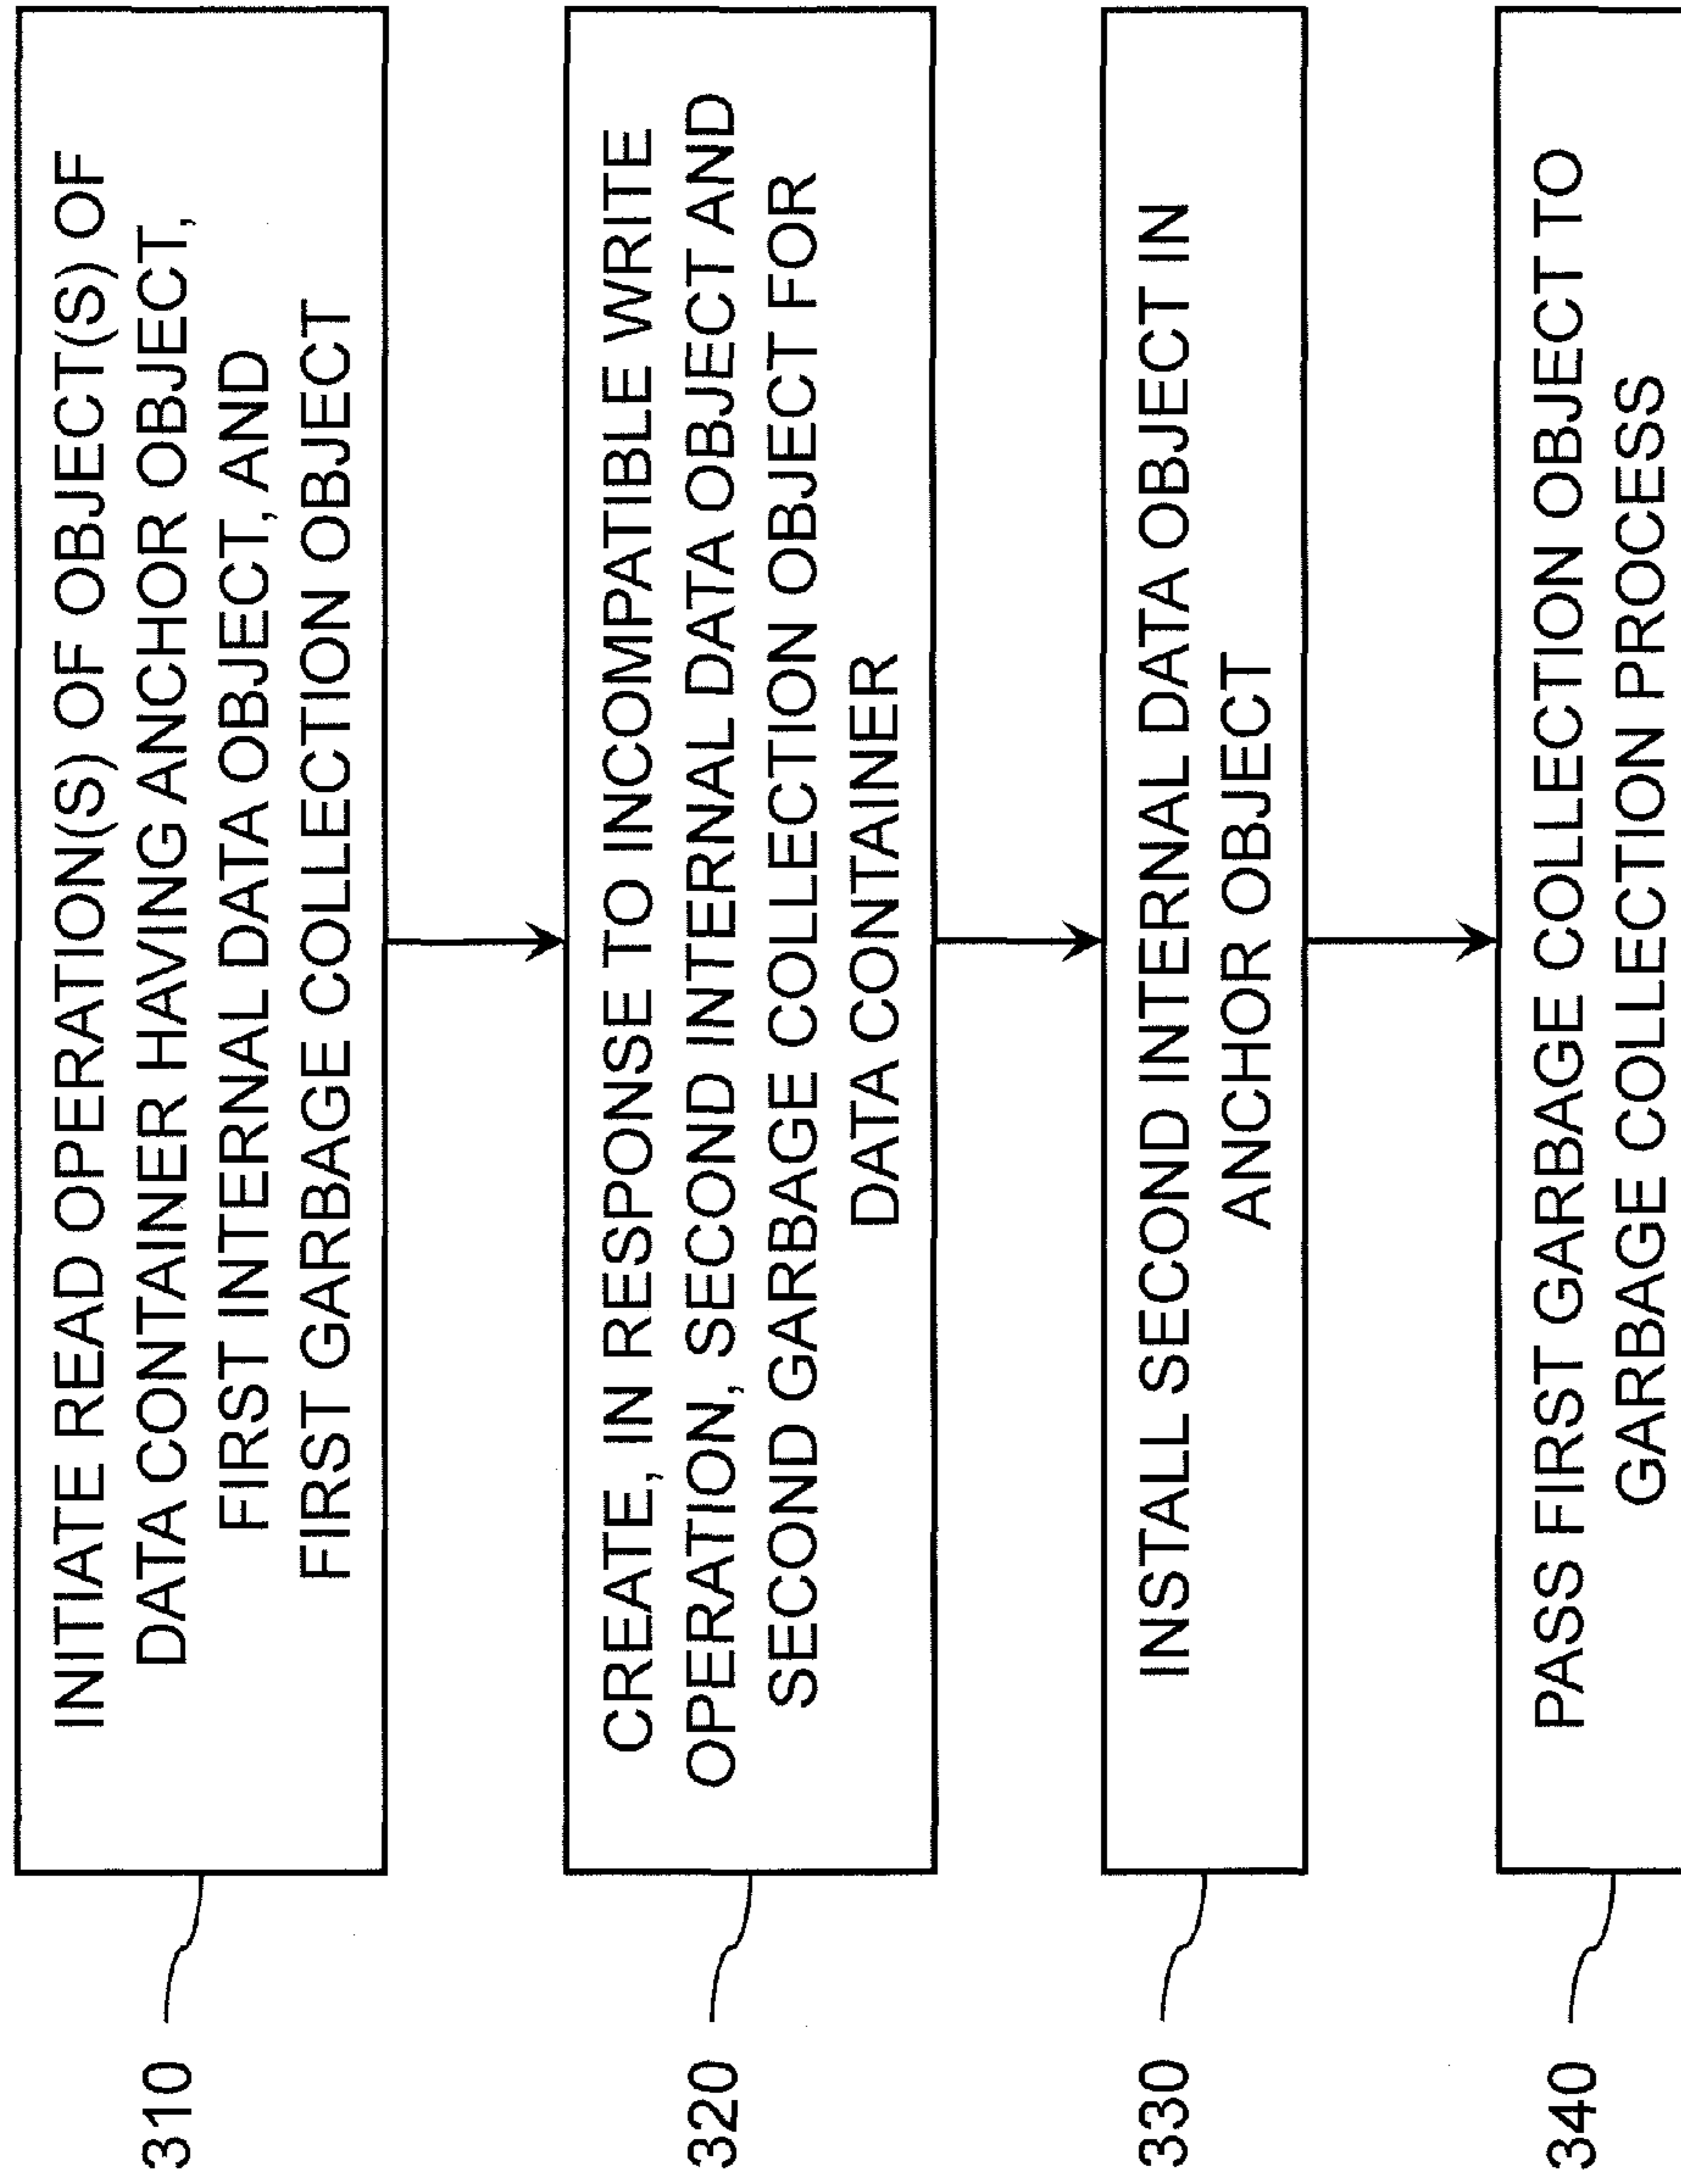 310
INITIATE READ OPERATION(S) OF OBJECT(S) OF
DATA CONTAINER HAVING ANCHOR OBJECT,
FIRST INTERNAL DATA OBJECT, AND
FIRST GARBAGE COLLECTION OBJECT
320
CREATE, IN RESPONSE TO INCOMPATIBLE WRITE
OPERATION, SECOND INTERNAL DATA OBJECT AND
SECOND GARBAGE COLLECTION OBJECT FOR
DATA CONTAINER
330
INSTALL SECOND INTERNAL DATA OBJECT IN
ANCHOR OBJECT
340
PASS FIRST GARBAGE COLLECTION OBJECT TO
GARBAGE COLLECTION PROCESS